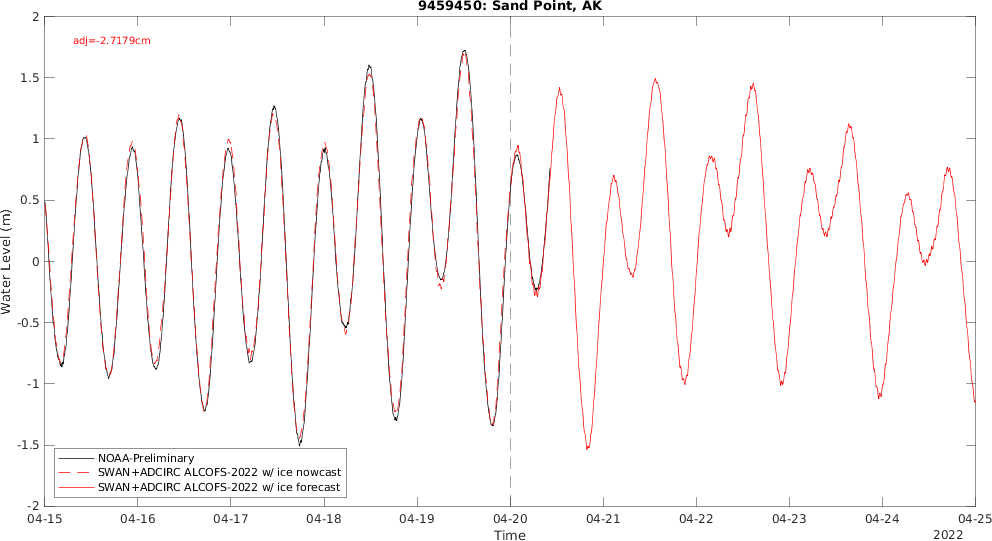 9459450: Sand Point, AK
adj=-2.7179cm
Water Level (m)
2
1.5
1
0.5
0
-0.5
-1
-1.5
-2
NOAA-Preliminary
SWAN+ADCIRC ALCOFS-2022 w/ ice nowcast
SWAN+ADCIRC ALCOFS-2022 w/ ice forecast
04-15 04-16 04-17 04-18 04-19 04-20 04-21 04-22 04-23 04-24 04-25
Time
2022